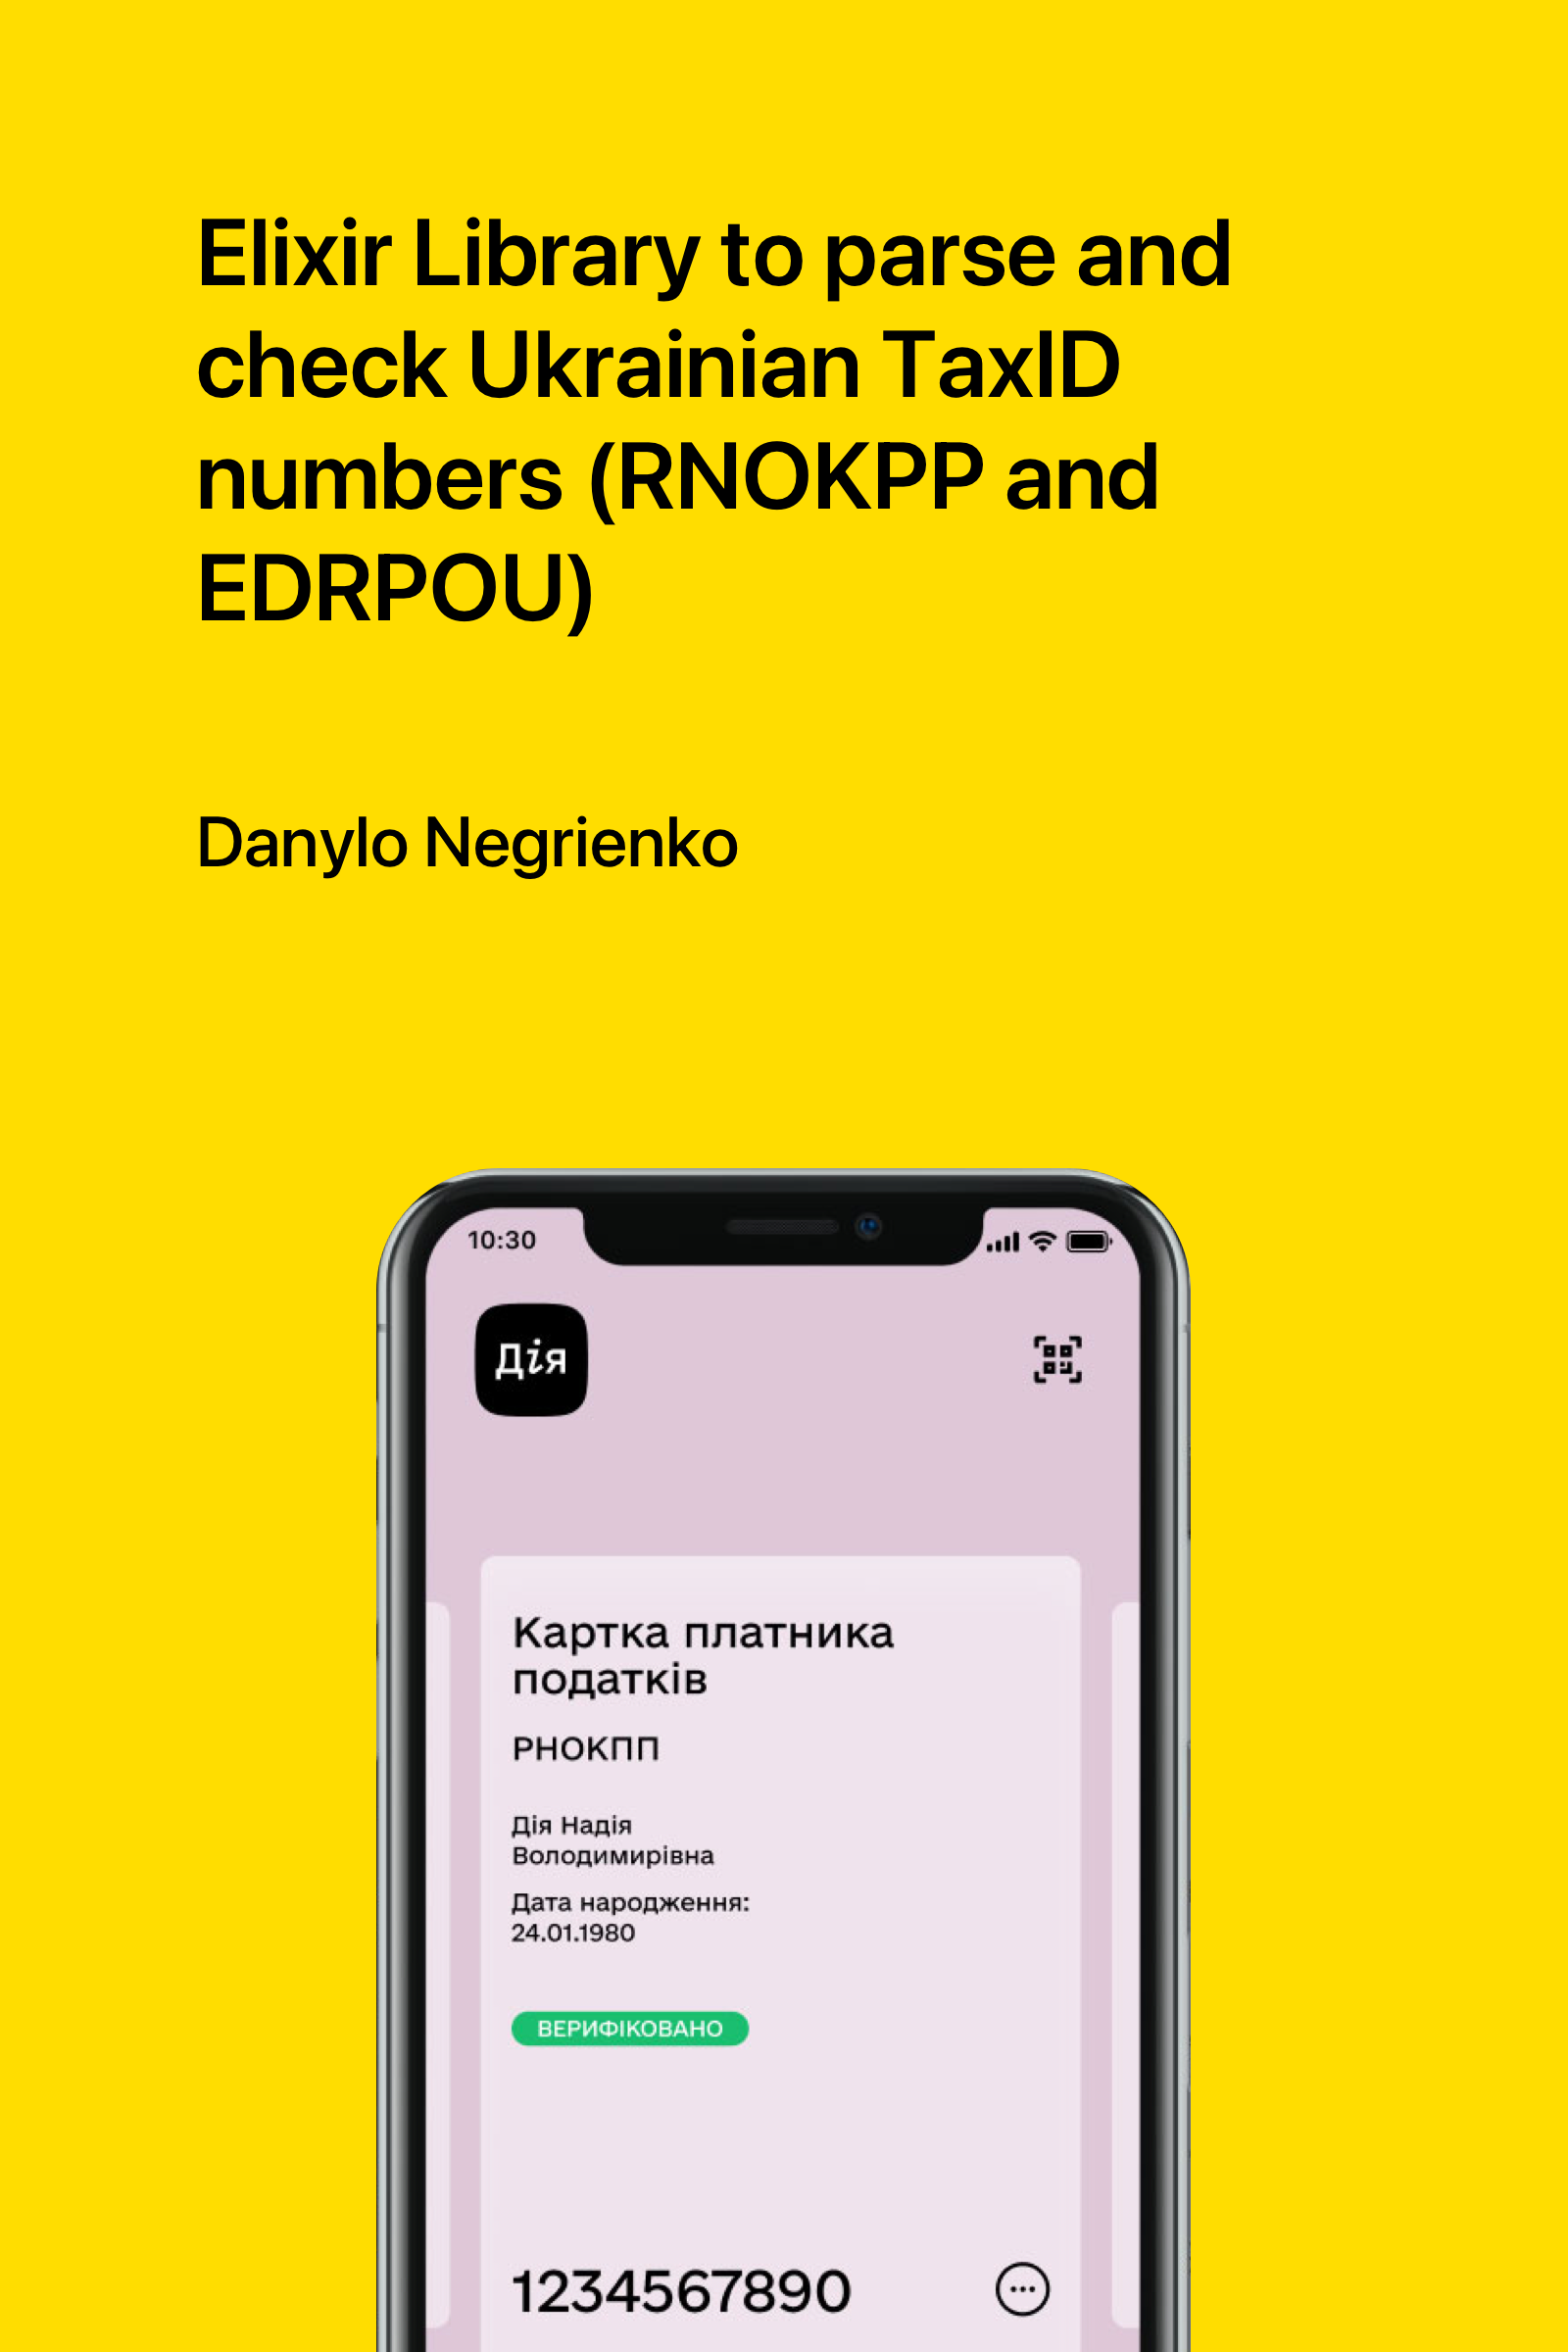 Elixir Library to parse and
check Ukrainian TaxID
numbers (RNOKPP and
EDRPOU)
Danylo Negrienko
10:30
Дія
Картка платника
податків
РНОКПП
Дія Надія
Володимирівна
Дата народження:
24.01.1980
ВЕРИФІКОВАНО
1234567890